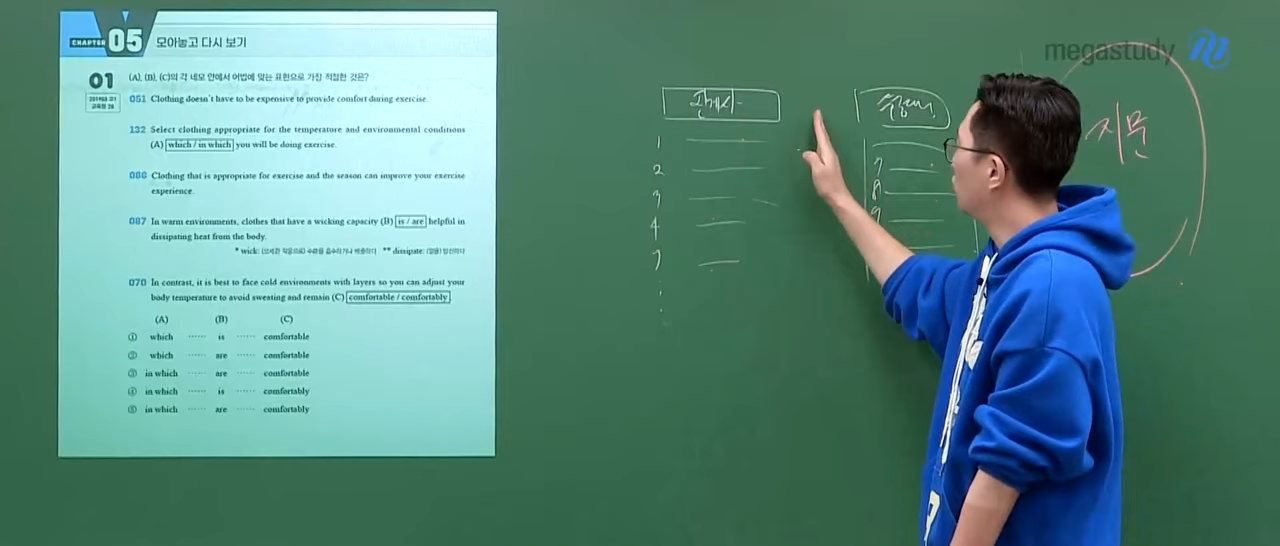 CHAPTER 05 모아놓고 다시 보기
megastudy
01 (A), (B), (C)의 각 네모 안에서 어법에 맞는 표현으로 가장 적절한 것은?
051 Clothing doesn't have to be expensive to provide comfort during exercise.
122 Select clothing appropriate for the temperature and environmental conditions
(A) which / in which you will be doing exercise.
086 Clothing that is appropriate for exercise and the season can improve your exercise
experience.
087 In warm environments, clothes that have a wicking capacity (B) is / are helpful in
dissipating heat from the body.
* wick: ** dissipate:
070 In contrast, it is best to face cold environments with layers so you can adjust your
body temperature to avoid sweating and remain (C) comfortable / comfortably.
(A) (B) (C)
① which ······ is ······ comfortable
② which ······ are ······ comfortable
③ in which ······ are ······ comfortable
④ in which ······ is ······ comfortably
⑤ in which ······ are ······ comfortably
1
2
3
4
7
8
9
지문